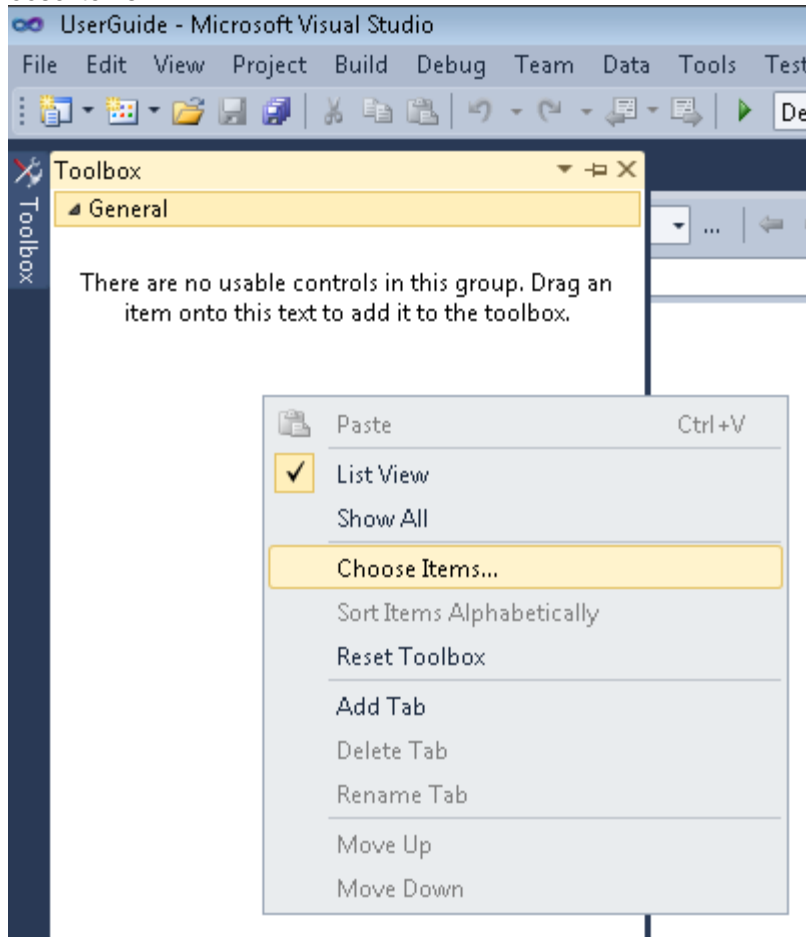 UserGuide - Microsoft Visual Studio
File Edit View Project Build Debug Team Data Tools Test
Toolbox
Toolbox
General
...
There are no usable controls in this group. Drag an
item onto this text to add it to the toolbox.
Paste Ctrl+V
List View
Show All
Choose Items...
Sort Items Alphabetically
Reset Toolbox
Add Tab
Delete Tab
Rename Tab
Move Up
Move Down